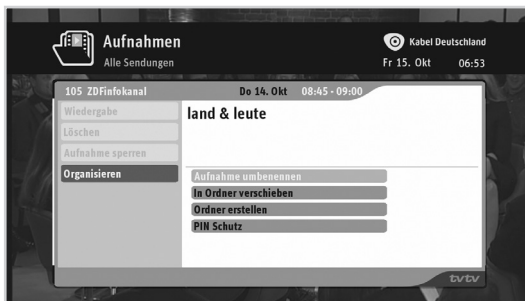 Aufnahmen
Kabel Deutschland
Alle Sendungen
Fr 15. Okt 06:53
105 ZDFinfokanal Do 14. Okt 08:45 - 09:00
Wiedergabe
land & leute
Löschen
Aufnahme sperren
Organisieren
Aufnahme umbenennen
In Ordner verschieben
Ordner erstellen
PIN Schutz
tvtv